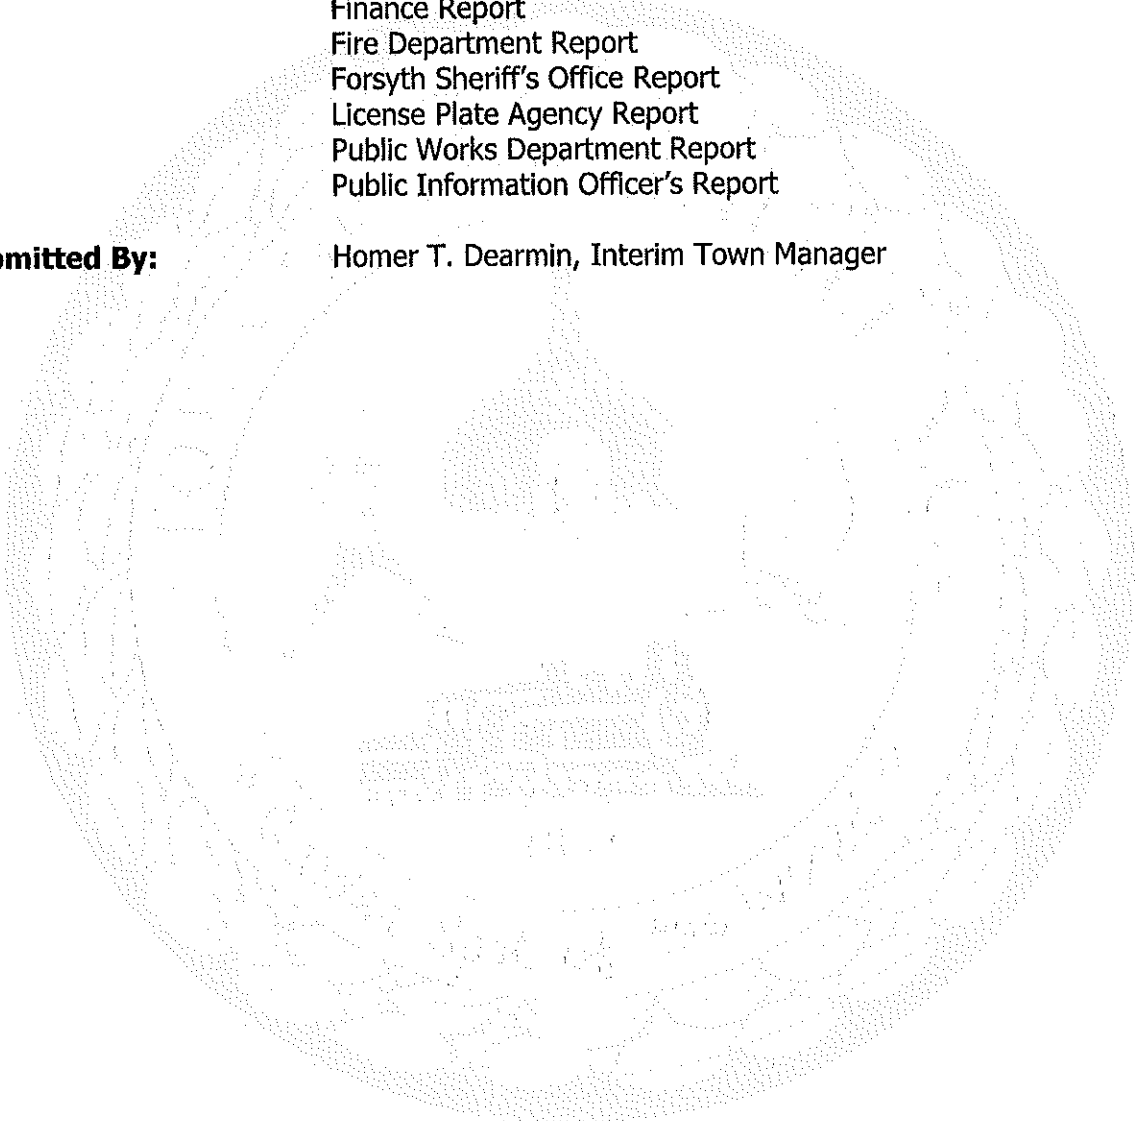 Finance Report
Fire Department Report
Forsyth Sheriff's Office Report
License Plate Agency Report
Public Works Department Report
Public Information Officer's Report
omitted By: Homer T. Dearmin, Interim Town Manager